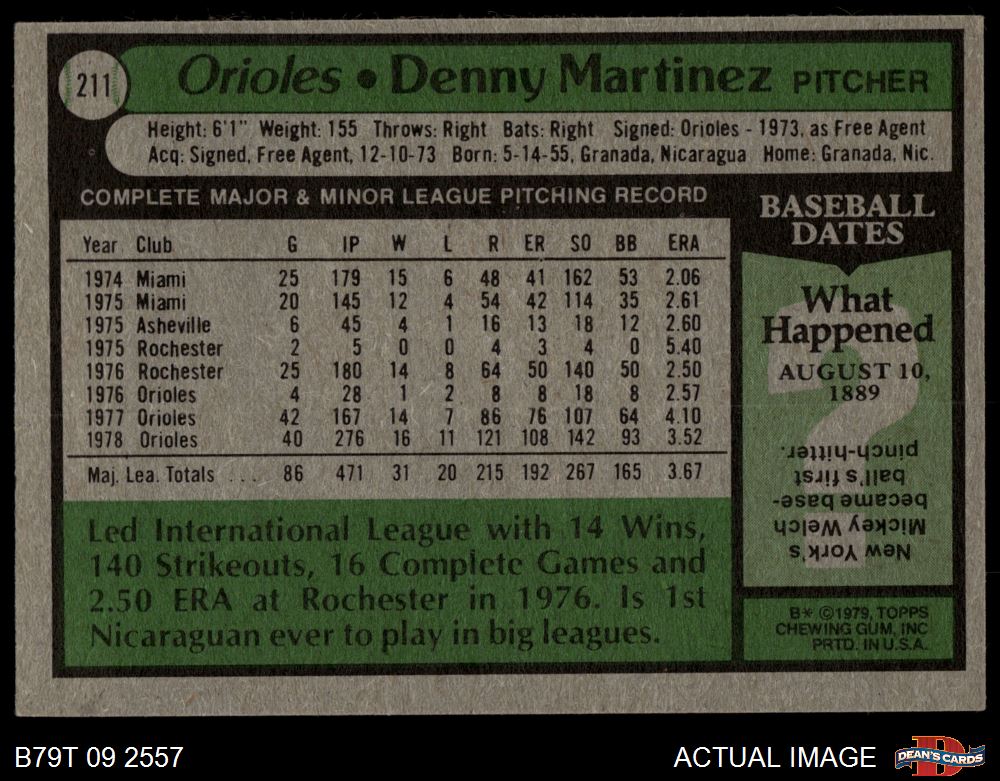 211
Orioles • Denny Martinez PITCHER
Height: 6'1" Weight: 155 Throws: Right Bats: Right Signed: Orioles - 1973, as Free Agent
Acq: Signed, Free Agent, 12-10-73 Born: 5-14-55, Granada, Nicaragua Home: Granada, Nic.
COMPLETE MAJOR & MINOR LEAGUE PITCHING RECORD
Year Club G IP W L R ER SO BB ERA
1974 Miami 25 179 15 6 48 41 162 53 2.06
1975 Miami 20 145 12 4 54 42 114 35 2.61
1975 Asheville 6 45 4 1 16 13 18 12 2.60
1975 Rochester 2 5 0 0 4 3 4 0 5.40
1976 Rochester 25 180 14 8 64 50 140 50 2.50
1976 Orioles 4 28 1 2 8 8 18 8 2.57
1977 Orioles 42 167 14 7 86 76 107 64 4.10
1978 Orioles 40 276 16 11 121 108 142 93 3.52
Maj. Lea. Totals ... 86 471 31 20 215 192 267 165 3.67
Led International League with 14 Wins,
140 Strikeouts, 16 Complete Games and
2.50 ERA at Rochester in 1976. Is 1st
Nicaraguan ever to play in big leagues.
BASEBALL
DATES
What
Happened
AUGUST 10,
1889
New York's
Mickey Welch
became base-
ball's first
pinch-hitter.
B* ©1979, TOPPS
CHEWING GUM, INC
PRTD. IN U.S.A.
B79T 09 2557
ACTUAL IMAGE
D
DEAN'S CARDS